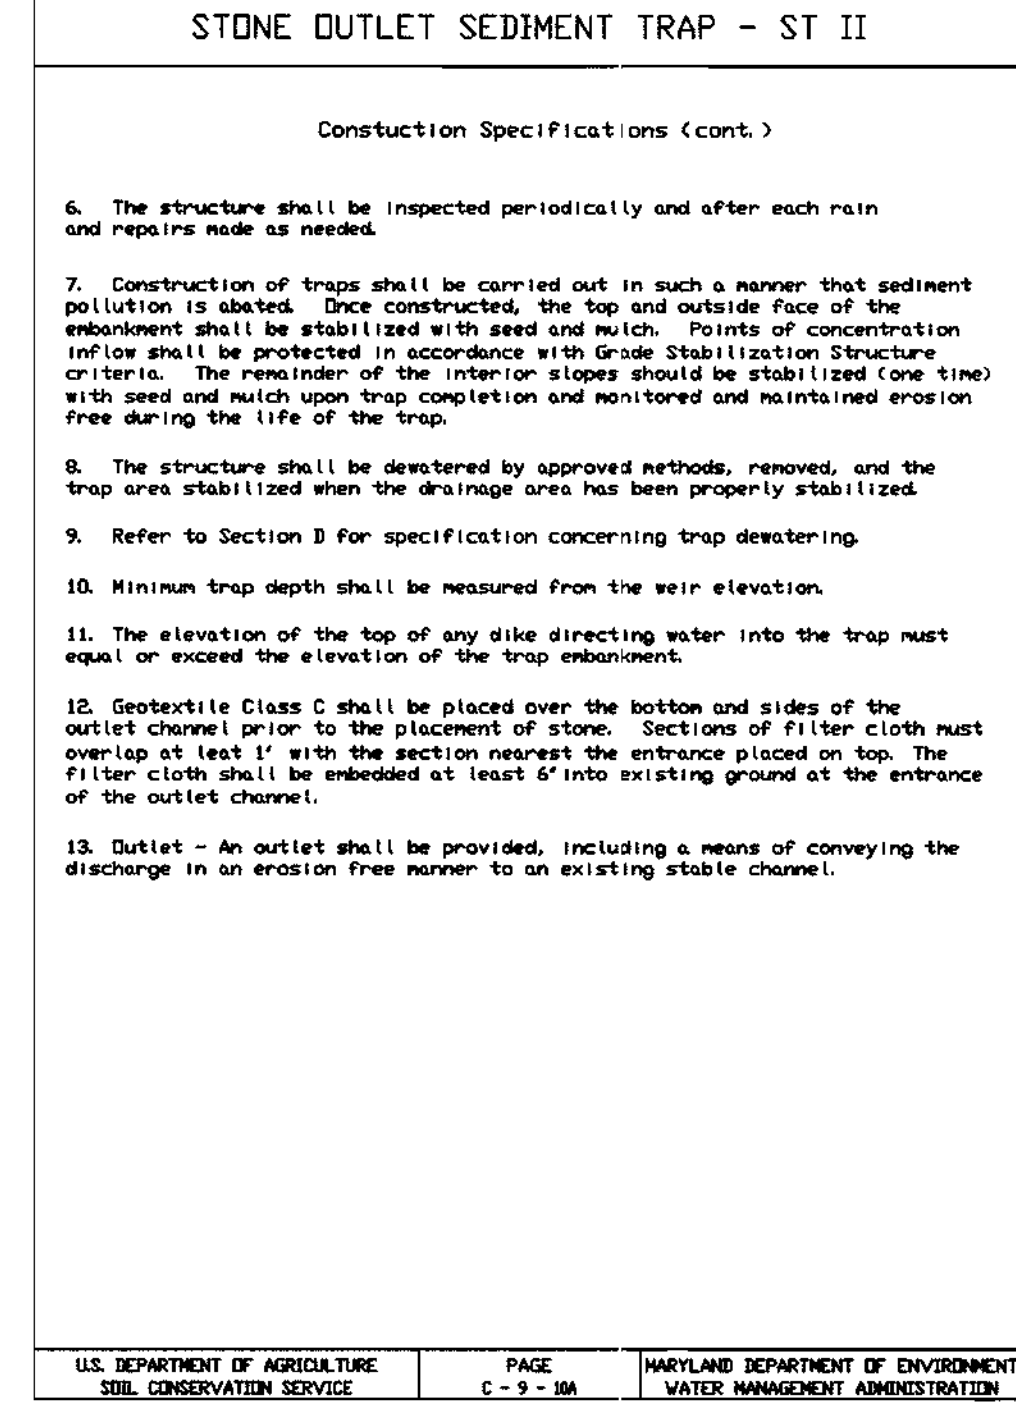 STONE OUTLET SEDIMENT TRAP - ST II
Constuction Specifications (cont.)
6. The structure shall be inspected periodically and after each rain
and repairs made as needed.
7. Construction of traps shall be carried out in such a manner that sediment
pollution is abated. Once constructed, the top and outside face of the
embankment shall be stabilized with seed and mulch. Points of concentration
inflow shall be protected in accordance with Grade Stabilization Structure
criteria. The remainder of the interior slopes should be stabilized (one time)
with seed and mulch upon trap completion and monitored and maintained erosion
free during the life of the trap.
8. The structure shall be dewatered by approved methods, removed, and the
trap area stabilized when the drainage area has been properly stabilized.
9. Refer to Section D for specification concerning trap dewatering.
10. Minimum trap depth shall be measured from the weir elevation.
11. The elevation of the top of any dike directing water into the trap must
equal or exceed the elevation of the trap embankment.
12. Geotextile Class C shall be placed over the bottom and sides of the
outlet channel prior to the placement of stone. Sections of filter cloth must
overlap at leat 1' with the section nearest the entrance placed on top. The
filter cloth shall be embedded at least 6" into existing ground at the entrance
of the outlet channel.
13. Outlet - An outlet shall be provided, including a means of conveying the
discharge in an erosion free manner to an existing stable channel.
U.S. DEPARTMENT OF AGRICULTURE
SOIL CONSERVATION SERVICE
PAGE
C - 9 - 10A
MARYLAND DEPARTMENT OF ENVIRONMENT
WATER MANAGEMENT ADMINISTRATION